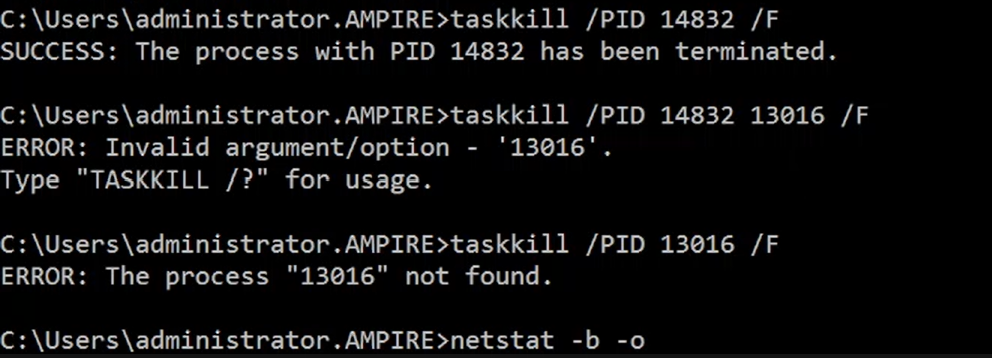 C:\Users\administrator.AMPIRE>taskkill /PID 14832 /F
SUCCESS: The process with PID 14832 has been terminated.
C:\Users\administrator.AMPIRE>taskkill /PID 14832 13016 /F
ERROR: Invalid argument/option - '13016'.
Type "TASKKILL /?" for usage.
C:\Users\administrator.AMPIRE>taskkill /PID 13016 /F
ERROR: The process "13016" not found.
C:\Users\administrator.AMPIRE>netstat -b -o